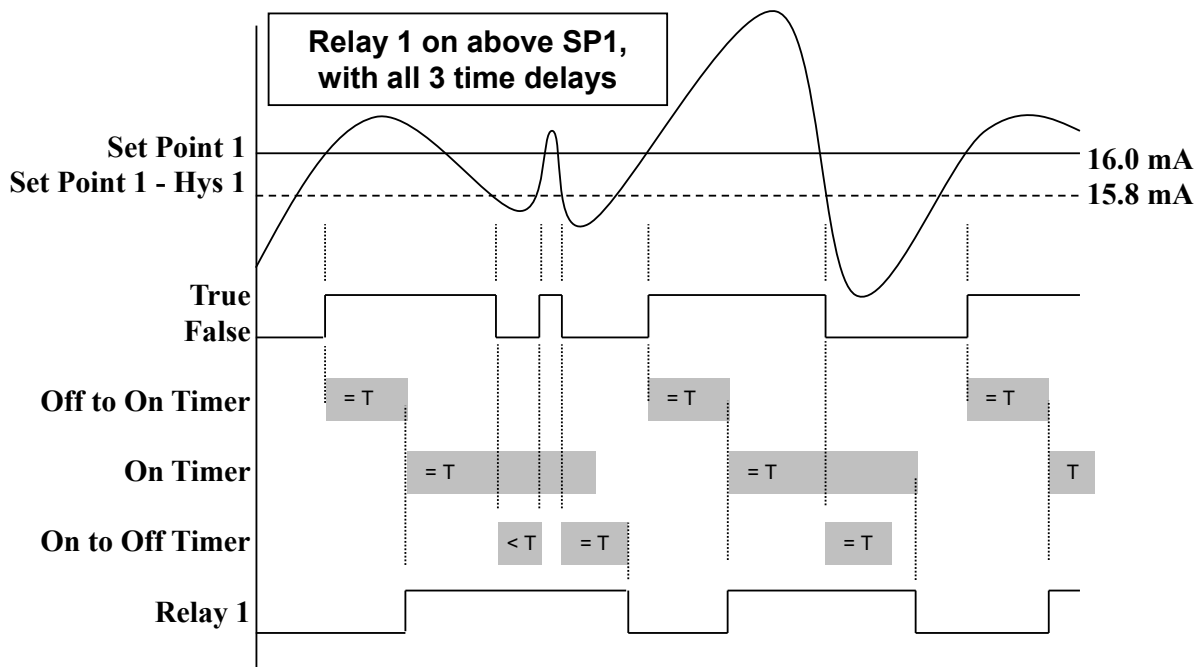 Relay 1 on above SP1,
with all 3 time delays
Set Point 1
16.0 mA
Set Point 1 - Hys 1
15.8 mA
True
False
Off to On Timer
= T
= T
= T
On Timer
= T
= T
T
On to Off Timer
< T
= T
= T
Relay 1